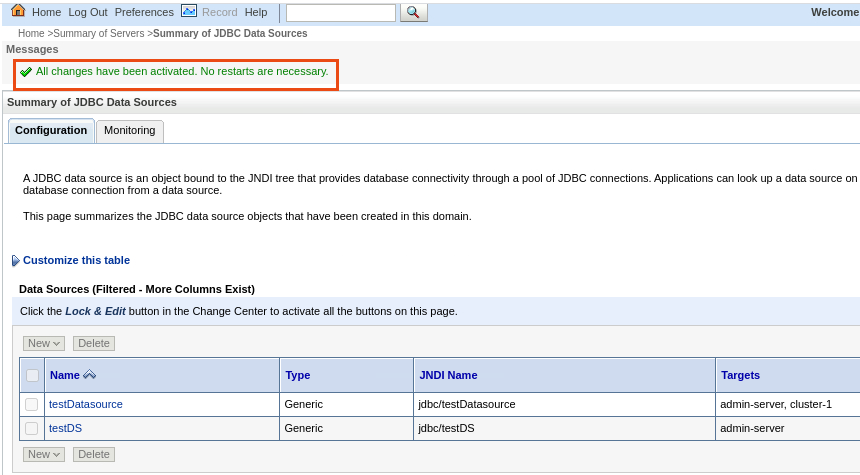 Home Log Out Preferences Record Help Welcome
Home >Summary of Servers >Summary of JDBC Data Sources
Messages
All changes have been activated. No restarts are necessary.
Summary of JDBC Data Sources
Configuration Monitoring
A JDBC data source is an object bound to the JNDI tree that provides database connectivity through a pool of JDBC connections. Applications can look up a data source on
database connection from a data source.
This page summarizes the JDBC data source objects that have been created in this domain.
Customize this table
Data Sources (Filtered - More Columns Exist)
Click the Lock & Edit button in the Change Center to activate all the buttons on this page.
New Delete
Name Type JNDI Name Targets
testDatasource Generic jdbc/testDatasource admin-server, cluster-1
testDS Generic jdbc/testDS admin-server
New Delete